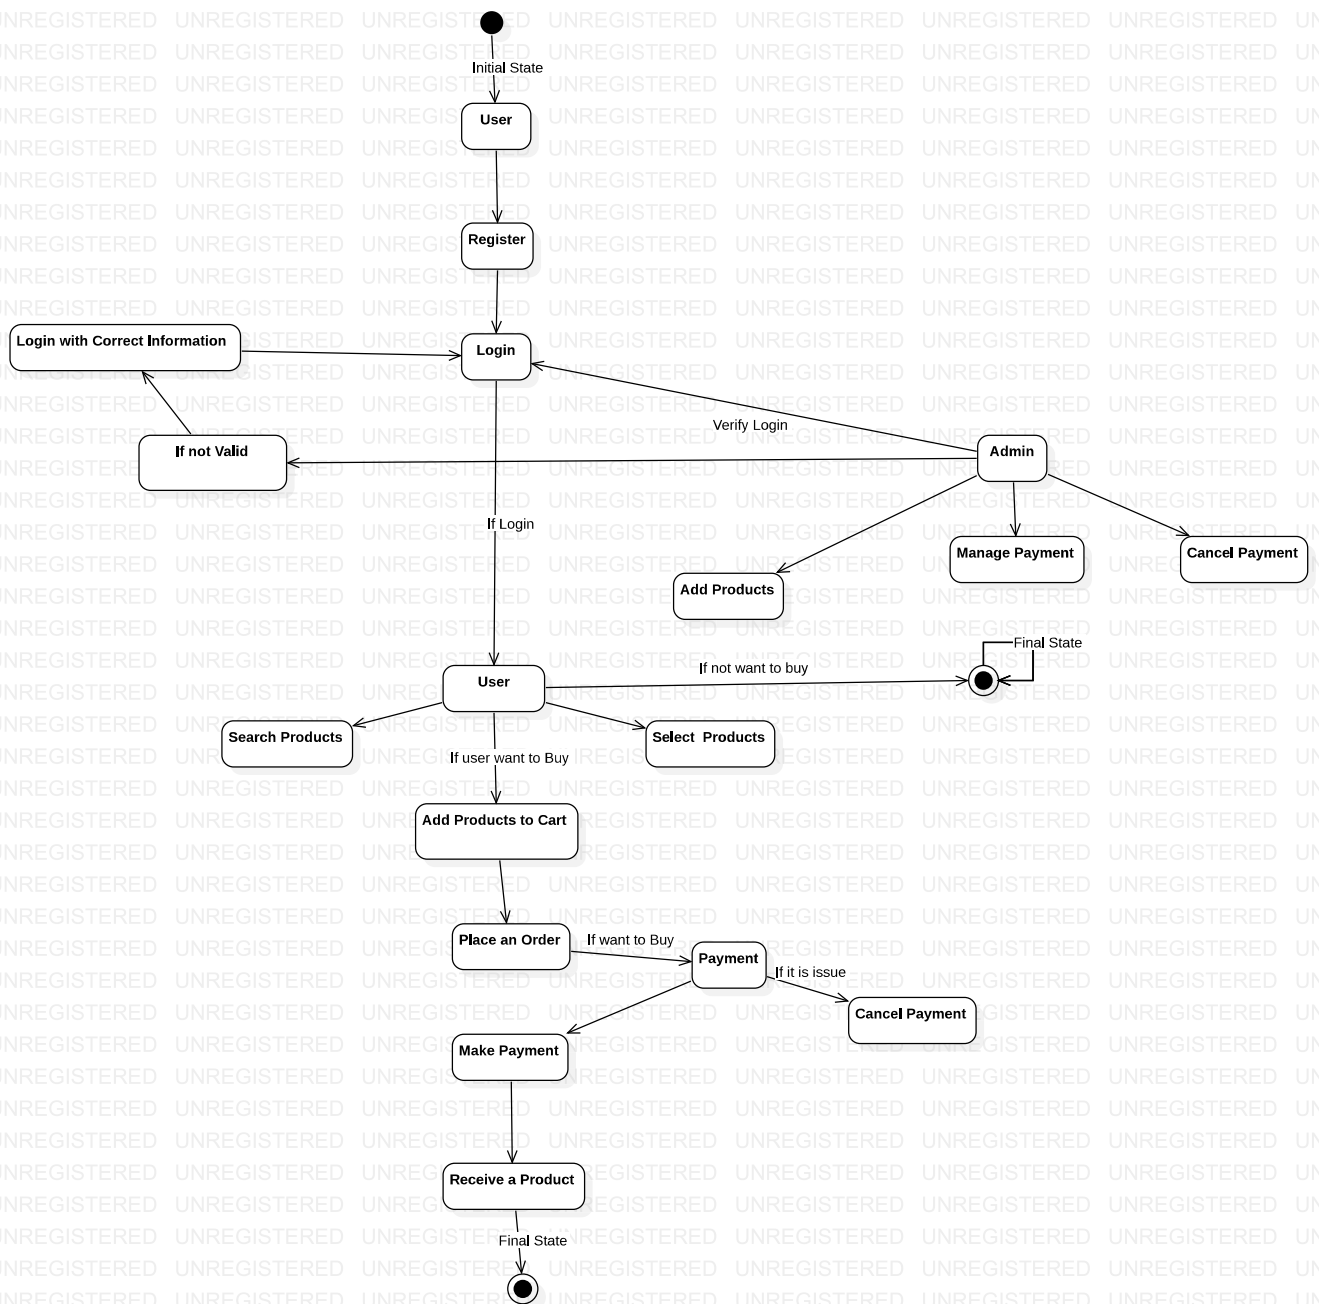 Initial State
User
Register
Login with Correct Information
Login
Verify Login
If not Valid
Admin
If Login
Manage Payment
Cancel Payment
Add Products
Final State
If not want to buy
User
Search Products
Select Products
If user want to Buy
Add Products to Cart
Place an Order
If want to Buy
Payment
If it is issue
Cancel Payment
Make Payment
Receive a Product
Final State
UNREGISTERED